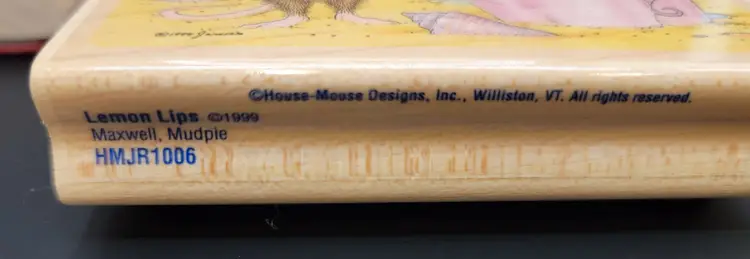 ©House-Mouse Designs, Inc., Williston, VT. All rights reserved.
Lemon Lips ©1999
Maxwell, Mudpie
HMJR1006